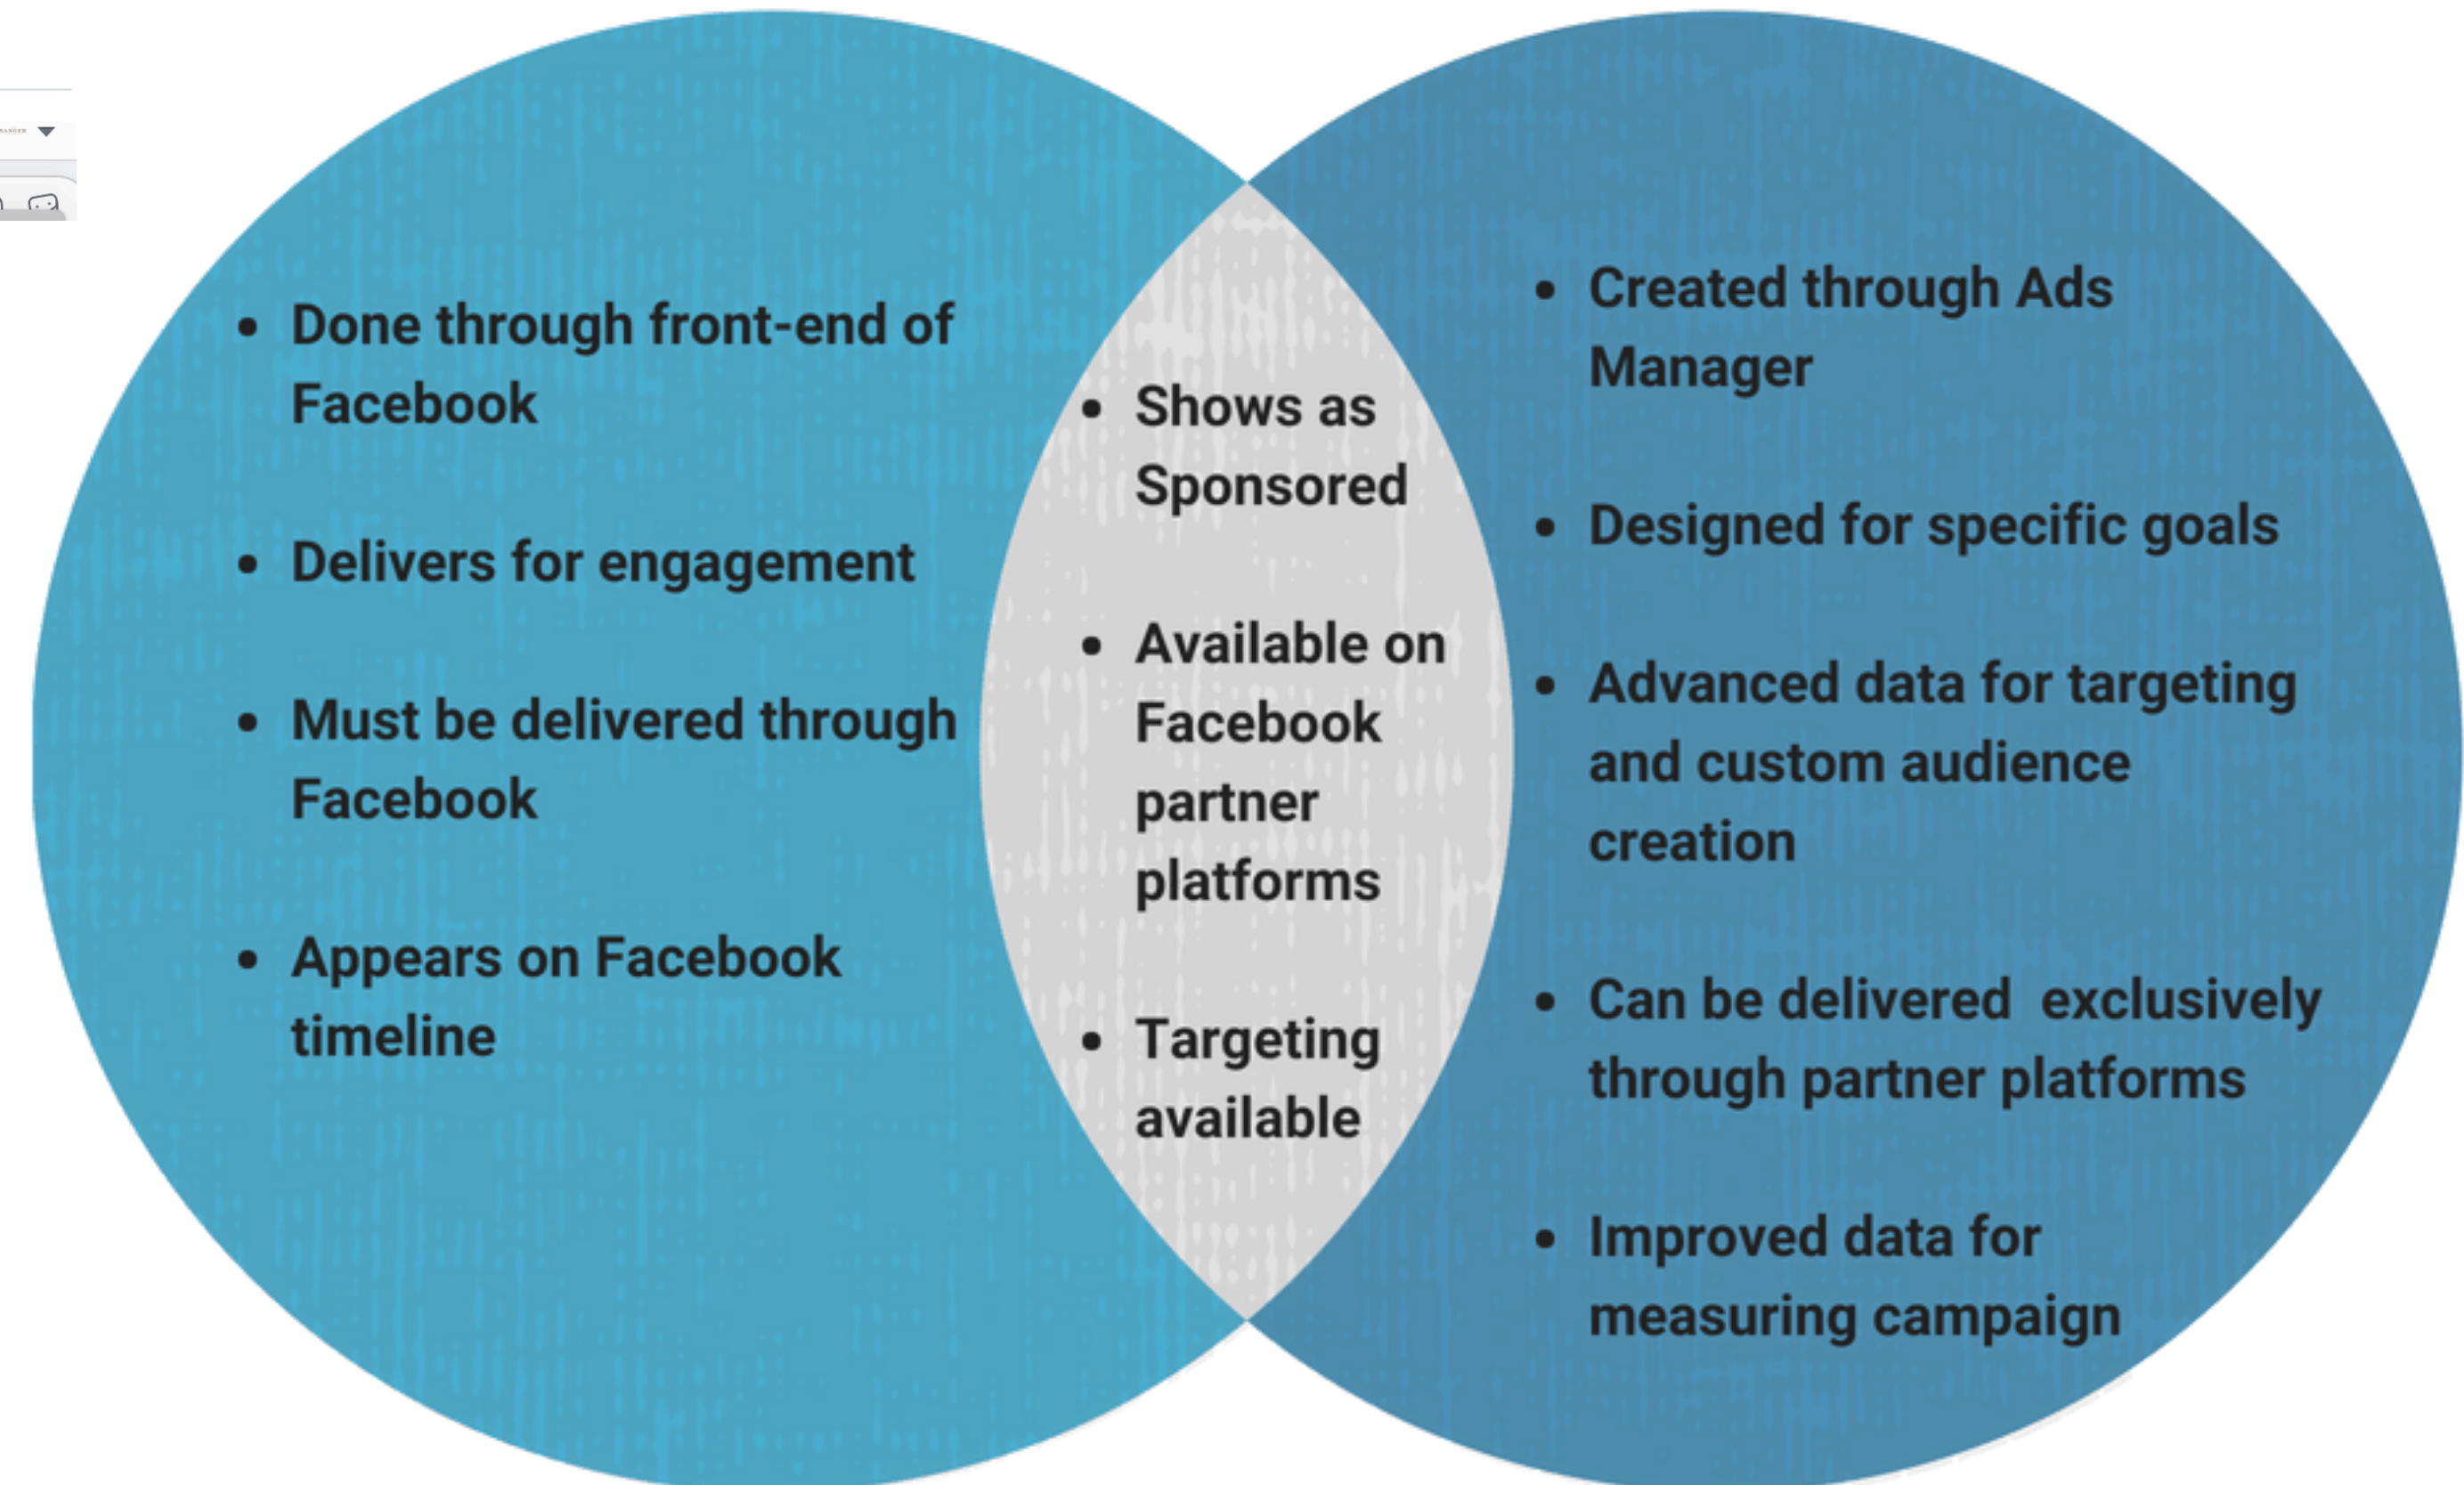 • Done through front-end of
Facebook
• Delivers for engagement
• Must be delivered through
Facebook
• Appears on Facebook
timeline
• Shows as
Sponsored
• Available on
Facebook
partner
platforms
• Targeting
available
• Created through Ads
Manager
• Designed for specific goals
• Advanced data for targeting
and custom audience
creation
• Can be delivered  exclusively
through partner platforms
• Improved data for
measuring campaign